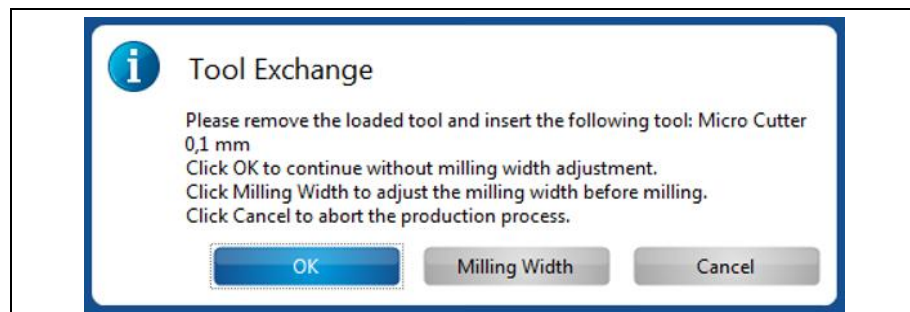 Tool Exchange
Please remove the loaded tool and insert the following tool: Micro Cutter
0,1 mm
Click OK to continue without milling width adjustment.
Click Milling Width to adjust the milling width before milling.
Click Cancel to abort the production process.
OK Milling Width Cancel